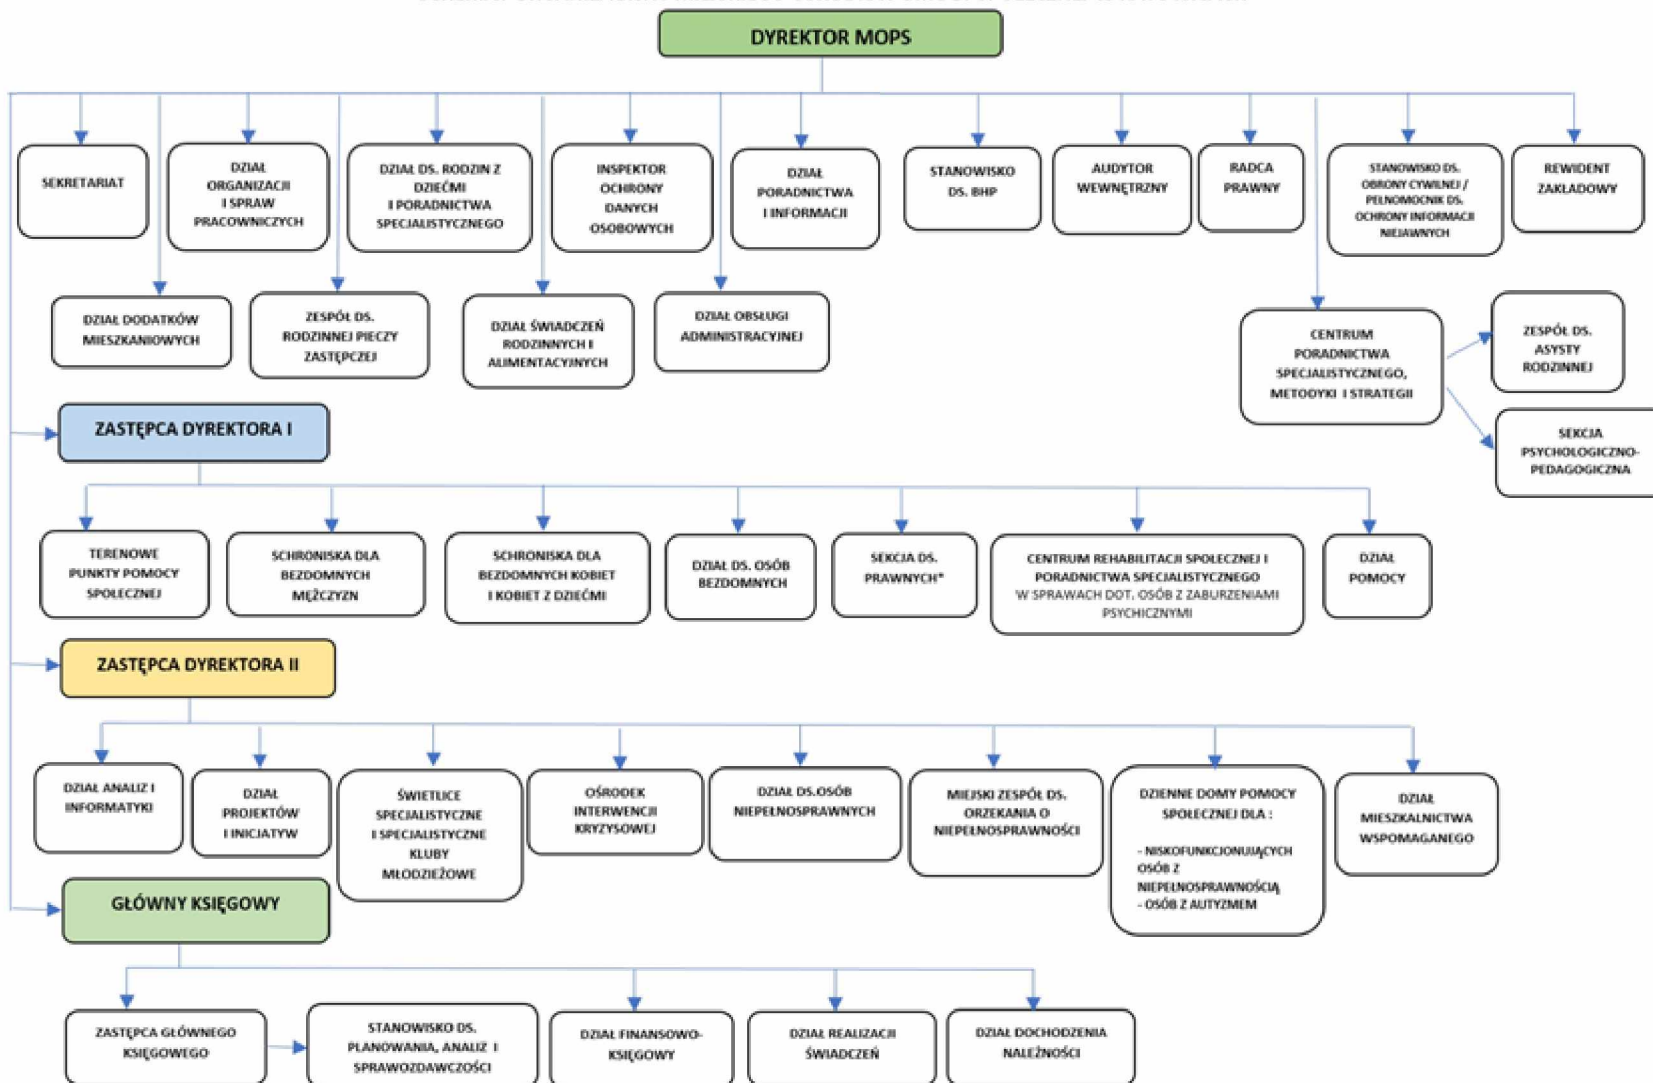 DYREKTOR MOPS
SEKRETARIAT
DZIAŁ
ORGANIZACJI
I SPRAW
PRACOWNICZYCH
DZIAŁ DS. RODZIN Z
DZIEĆMI
I PORADNICTWA
SPECJALISTYCZNEGO
INSPEKTOR
OCHRONY
DANYCH
OSOBOWYCH
DZIAŁ
PORADNICTWA
I INFORMACJI
STANOWISKO
DS. BHP
AUDYTOR
WEWNĘTRZNY
RADCA
PRAWNY
STANOWISKO DS.
OBRONY CYWILNEJ /
PEŁNOMOCNIK DS.
OCHRONY INFORMACJI
NIEJAWNYCH
REWIDENT
ZAKŁADOWY
DZIAŁ DODATKÓW
MIESZKANIOWYCH
ZESPÓŁ DS.
RODZINNEJ PIECZY
ZASTĘPCZEJ
DZIAŁ ŚWIADCZEŃ
RODZINNYCH I
ALIMENTACYJNYCH
DZIAŁ OBSŁUGI
ADMINISTRACYJNEJ
CENTRUM
PORADNICTWA
SPECJALISTYCZNEGO,
METODYKI I STRATEGII
ZESPÓŁ DS.
ASYSTY
RODZINNEJ
SEKCJA
PSYCHOLOGICZNO-
PEDAGOGICZNA
ZASTĘPCA DYREKTORA I
TERENOWE
PUNKTY POMOCY
SPOŁECZNEJ
SCHRONISKA DLA
BEZDOMNYCH
MĘŻCZYZN
SCHRONISKA DLA
BEZDOMNYCH KOBIET
I KOBIET Z DZIEĆMI
DZIAŁ DS. OSÓB
BEZDOMNYCH
SEKCJA DS.
PRAWNYCH*
CENTRUM REHABILITACJI SPOŁECZNEJ I
PORADNICTWA SPECJALISTYCZNEGO
W SPRAWACH DOT. OSÓB Z ZABURZENIAMI
PSYCHICZNYMI
DZIAŁ
POMOCY
ZASTĘPCA DYREKTORA II
DZIAŁ ANALIZ I
INFORMATYKI
DZIAŁ
PROJEKTÓW
I INICJATYW
ŚWIETLICE
SPECJALISTYCZNE
I SPECJALISTYCZNE
KLUBY
MŁODZIEŻOWE
OŚRODEK
INTERWENCJI
KRYZYSOWEJ
DZIAŁ DS.OSÓB
NIEPEŁNOSPRAWNYCH
MIEJSKI ZESPÓŁ DS.
ORZEKANIA O
NIEPEŁNOSPRAWNOŚCI
DZIENNE DOMY POMOCY
SPOŁECZNEJ DLA :
- NISKOFUNKCJONUJĄCYCH
OSÓB Z
NIEPEŁNOSPRAWNOŚCIĄ
- OSÓB Z AUTYZMEM
DZIAŁ
MIESZKALNICTWA
WSPOMAGANEGO
GŁÓWNY KSIĘGOWY
ZASTĘPCA GŁÓWNEGO
KSIĘGOWEGO
STANOWISKO DS.
PLANOWANIA, ANALIZ I
SPRAWOZDAWCZOŚCI
DZIAŁ FINANSOWO-
KSIĘGOWY
DZIAŁ REALIZACJI
ŚWIADCZEŃ
DZIAŁ DOCHODZENIA
NALEŻNOŚCI